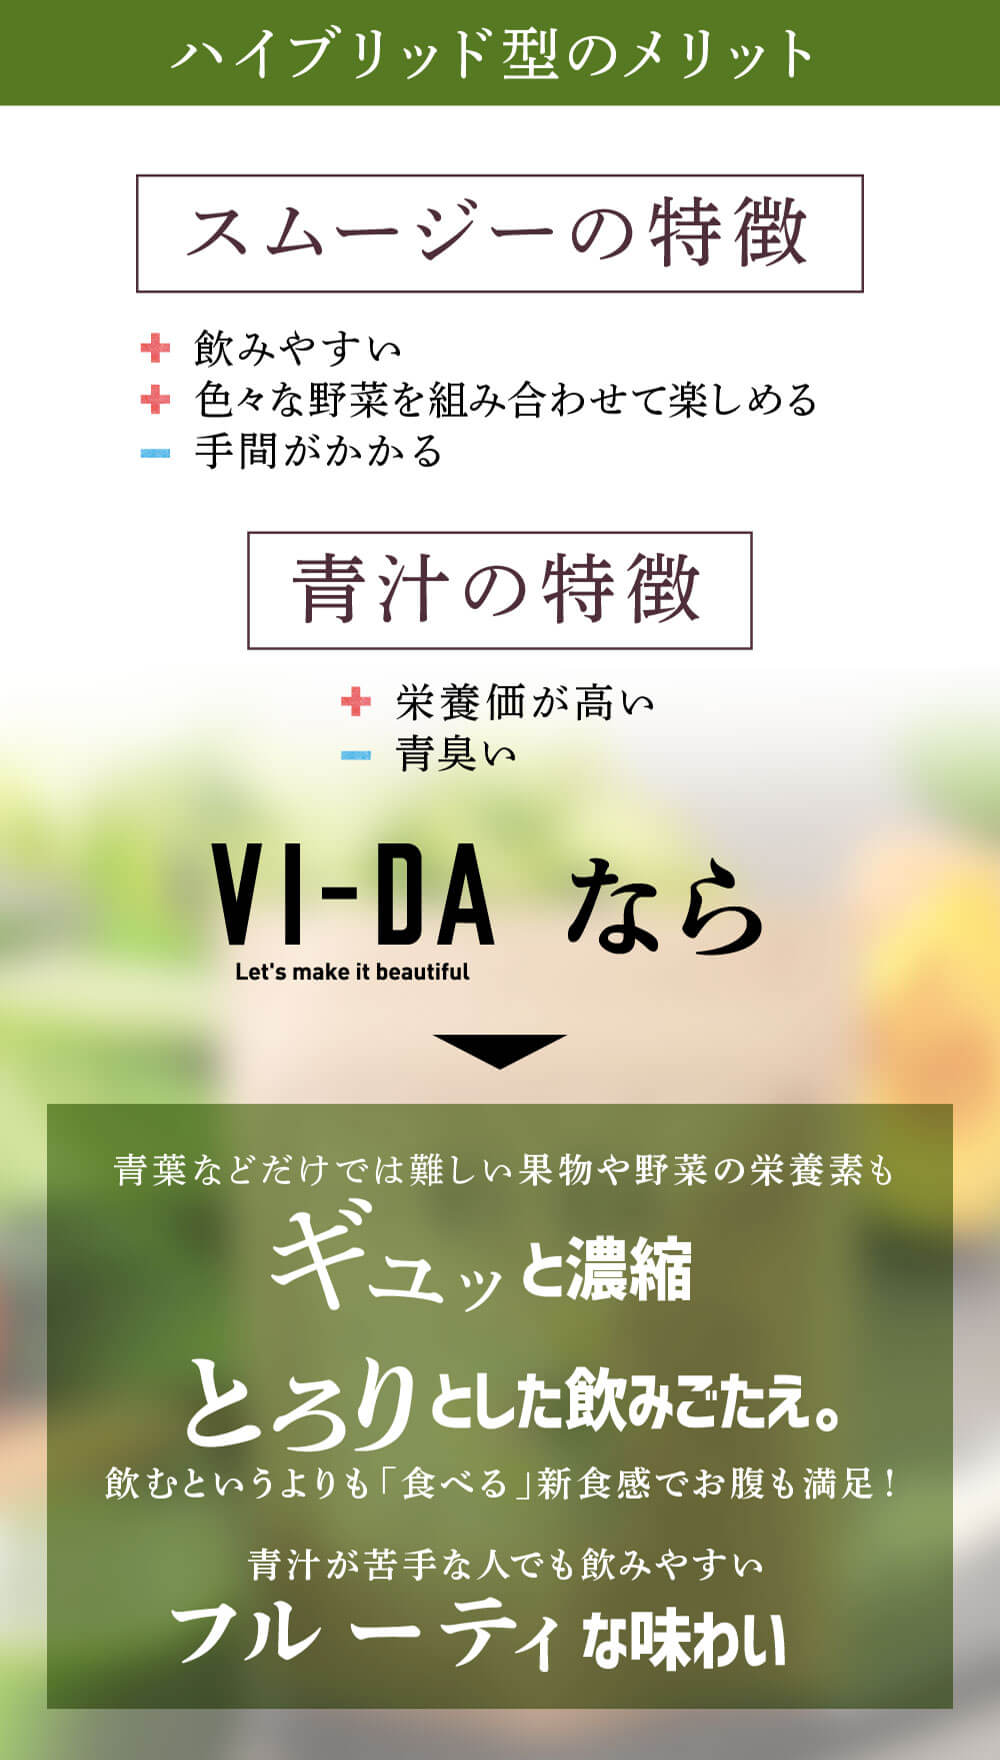 ハイブリッド型のメリット
スムージーの特徴
+ 飲みやすい
+ 色々な野菜を組み合わせて楽しめる
− 手間がかかる
青汁の特徴
+ 栄養価が高い
− 青臭い
VI-DA なら
Let's make it beautiful
青葉などだけでは難しい果物や野菜の栄養素も
ギュッと濃縮
とろりとした飲みごたえ。
飲むというよりも「食べる」新食感でお腹も満足！
青汁が苦手な人でも飲みやすい
フルーティな味わい